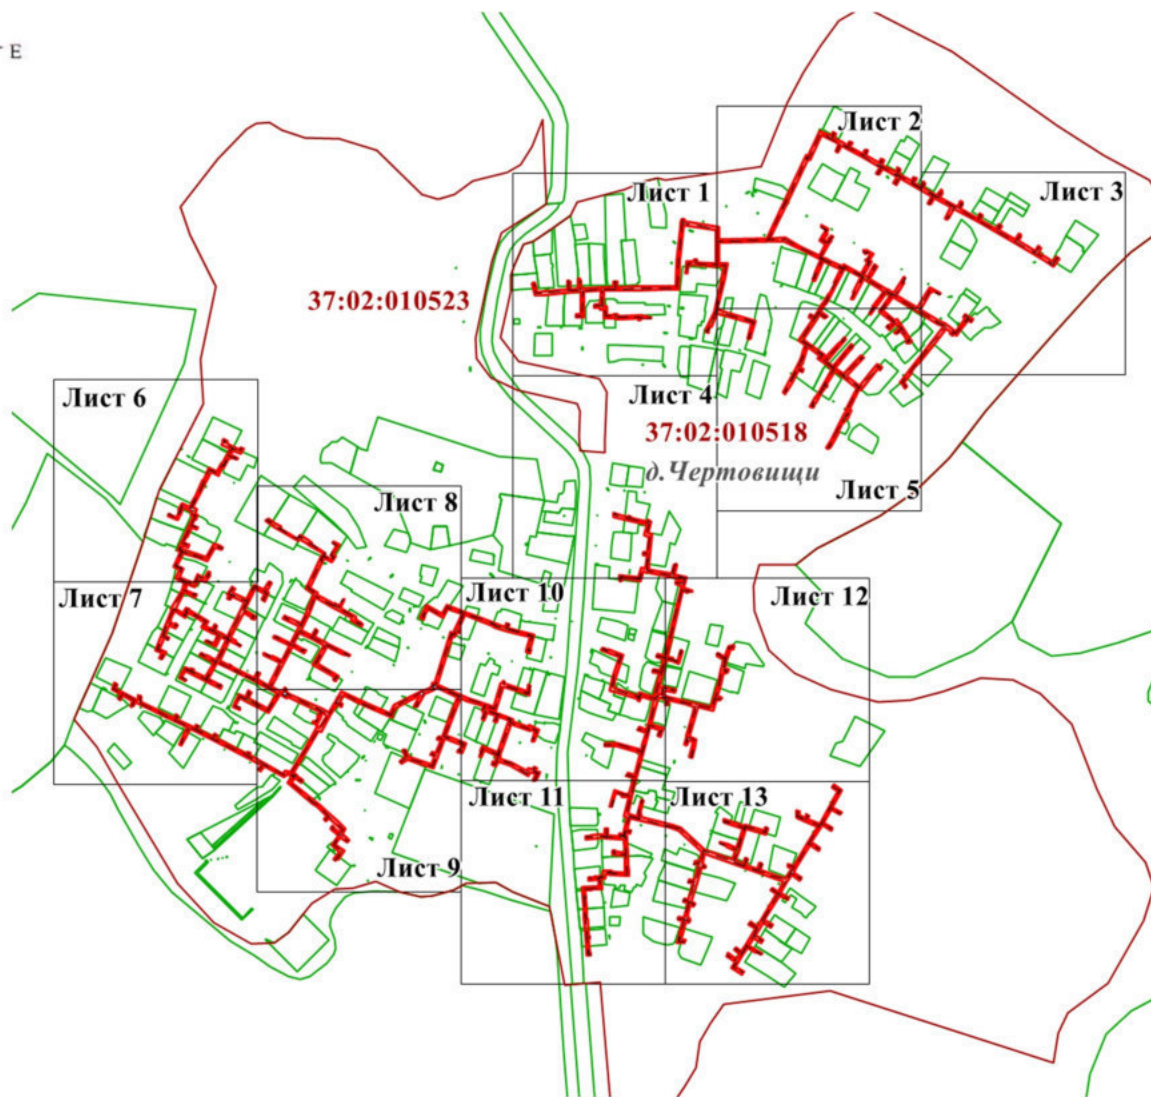 Е
Лист 2
Лист 1
Лист 3
37:02:010523
Лист 4
Лист 6
37:02:010518
д.Чертовищи
Лист 5
Лист 8
Лист 10
Лист 7
Лист 12
Лист 11
Лист 13
Лист 9